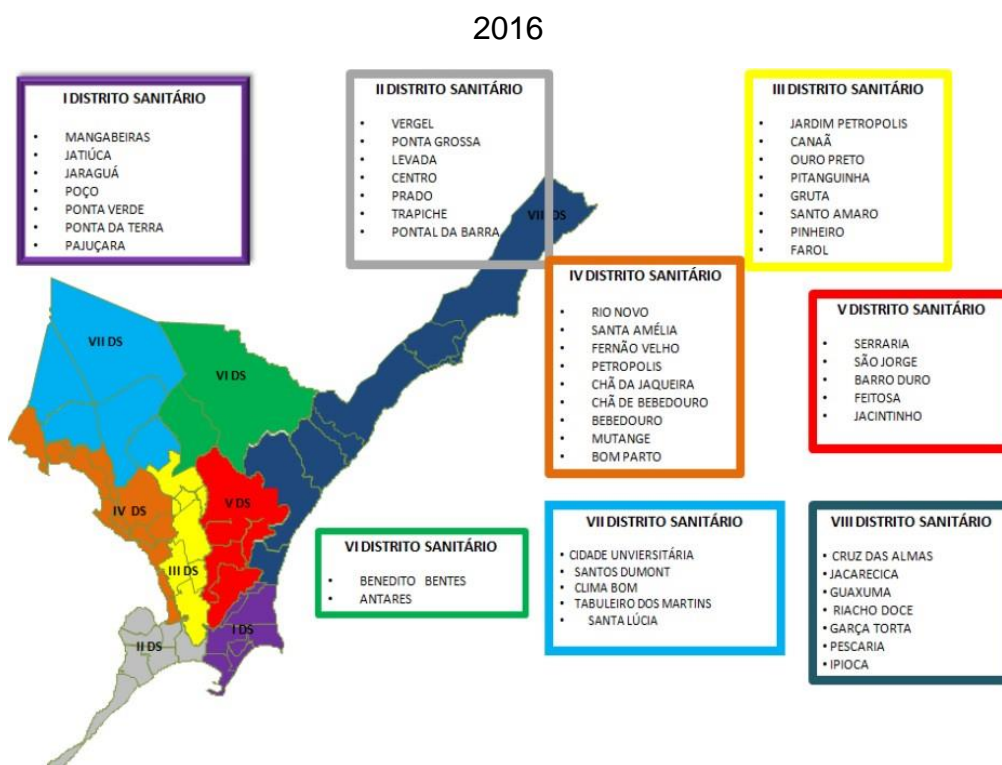 2016
I DISTRITO SANITÁRIO
• MANGABEIRAS
• JATIÚCA
• JARAGUÁ
• POÇO
• PONTA VERDE
• PONTA DA TERRA
• PAJUÇARA
II DISTRITO SANITÁRIO
• VERGEL
• PONTA GROSSA
• LEVADA
• CENTRO
• PRADO
• TRAPICHE
• PONTAL DA BARRA
III DISTRITO SANITÁRIO
• JARDIM PETROPOLIS
• CANAÃ
• OURO PRETO
• PITANGUINHA
• GRUTA
• SANTO AMARO
• PINHEIRO
• FAROL
IV DISTRITO SANITÁRIO
• RIO NOVO
• SANTA AMÉLIA
• FERNÃO VELHO
• PETROPOLIS
• CHÃ DA JAQUEIRA
• CHÃ DE BEBEDOURO
• BEBEDOURO
• MUTANGE
• BOM PARTO
V DISTRITO SANITÁRIO
• SERRARIA
• SÃO JORGE
• BARRO DURO
• FEITOSA
• JACINTINHO
VI DISTRITO SANITÁRIO
• BENEDITO BENTES
• ANTARES
VII DISTRITO SANITÁRIO
• CIDADE UNVIERSITÁRIA
• SANTOS DUMONT
• CLIMA BOM
• TABULEIRO DOS MARTINS
• SANTA LÚCIA
VIII DISTRITO SANITÁRIO
• CRUZ DAS ALMAS
• JACARECICA
• GUAXUMA
• RIACHO DOCE
• GARÇA TORTA
• PESCARIA
• IPIOCA
VII DS
VI DS
V DS
IV DS
III DS
II DS
I DS